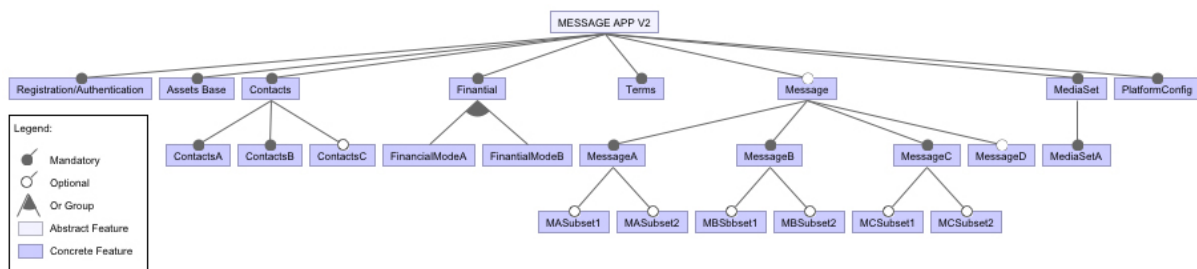 MESSAGE APP V2
Registration/Authentication
Assets Base
Contacts
Finantial
Terms
Message
MediaSet
PlatformConfig
Legend:
Mandatory
Optional
Or Group
Abstract Feature
Concrete Feature
ContactsA
ContactsB
ContactsC
FinancialModeA
FinantialModeB
MessageA
MessageB
MessageC
MessageD
MediaSetA
MASubset1
MASubset2
MBSbbset1
MBSubset2
MCSubset1
MCSubset2